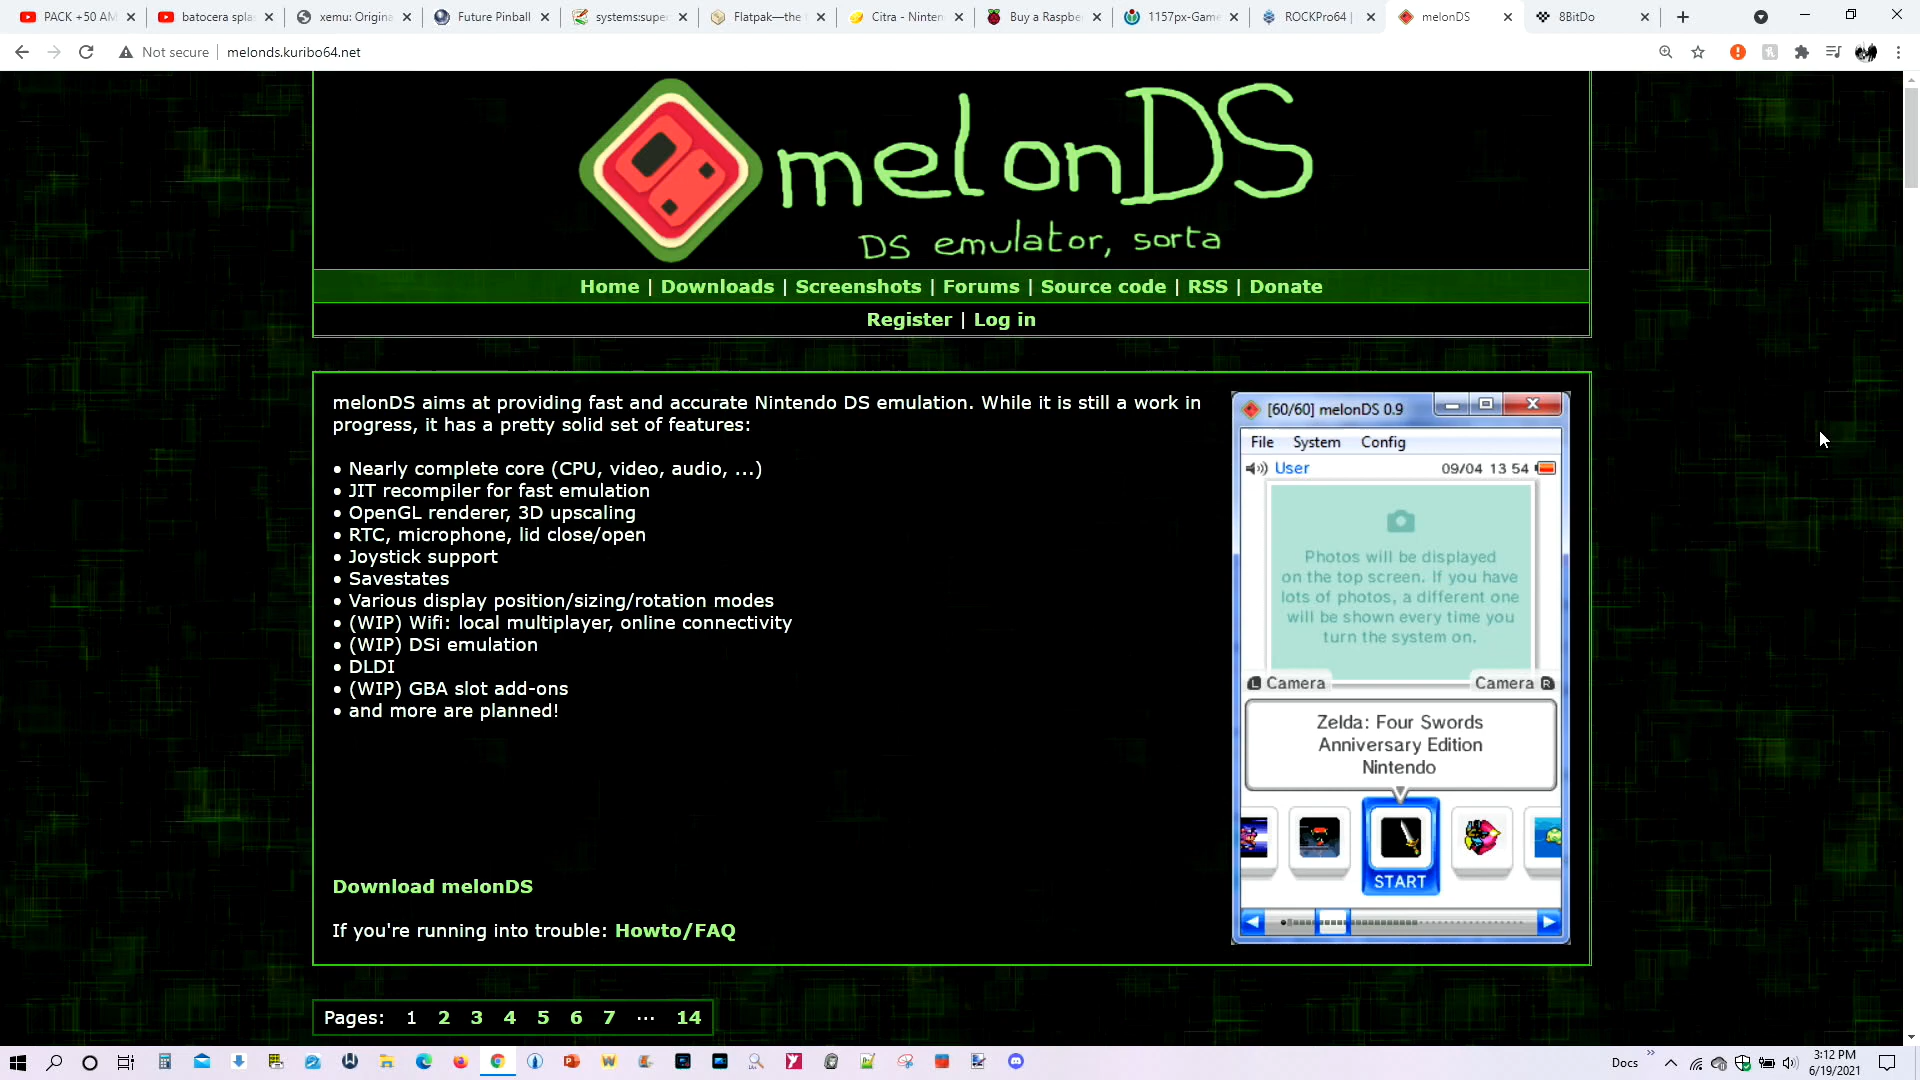 PACK +50 AM
batocera spla
xemu: Origina
Future Pinball
systems:supe
Flatpak—the
Citra - Ninten
Buy a Raspbe
1157px-Game
ROCKPro64 |
melonDS
8BitDo
Not secure | melonds.kuribo64.net
melonDS
DS emulator, sorta
Home | Downloads | Screenshots | Forums | Source code | RSS | Donate
Register | Log in
melonDS aims at providing fast and accurate Nintendo DS emulation. While it is still a work in
progress, it has a pretty solid set of features:
• Nearly complete core (CPU, video, audio, ...)
• JIT recompiler for fast emulation
• OpenGL renderer, 3D upscaling
• RTC, microphone, lid close/open
• Joystick support
• Savestates
• Various display position/sizing/rotation modes
• (WIP) Wifi: local multiplayer, online connectivity
• (WIP) DSi emulation
• DLDI
• (WIP) GBA slot add-ons
• and more are planned!
Download melonDS
If you're running into trouble: Howto/FAQ
[60/60] melonDS 0.9
File System Config
User 09/04 13 54
Photos will be displayed
on the top screen. If you have
lots of photos, a different one
will be shown every time you
turn the system on.
L Camera Camera R
Zelda: Four Swords
Anniversary Edition
Nintendo
START
Pages: 1 2 3 4 5 6 7 ··· 14
Docs
3:12 PM
6/19/2021